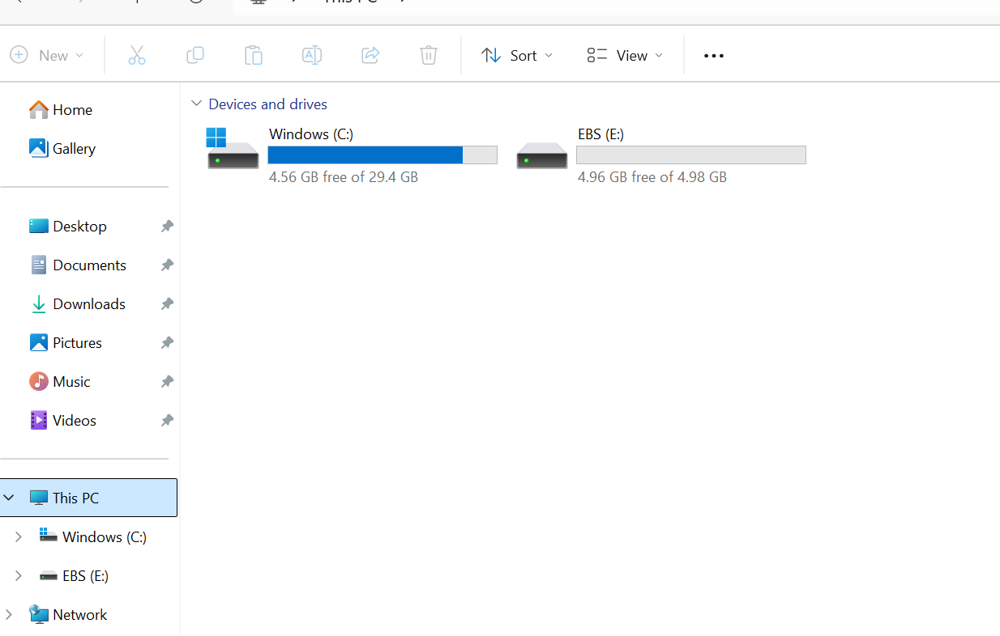 This PC
New
Sort
View
Home
Gallery
Desktop
Documents
Downloads
Pictures
Music
Videos
This PC
Windows (C:)
EBS (E:)
Network
Devices and drives
Windows (C:)
4.56 GB free of 29.4 GB
EBS (E:)
4.96 GB free of 4.98 GB